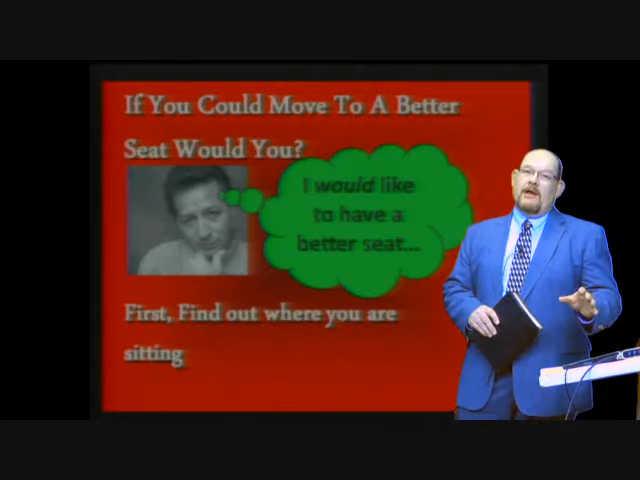 If You Could Move To A Better
Seat Would You?
I would like
to have a
better seat...
First, Find out where you are
sitting